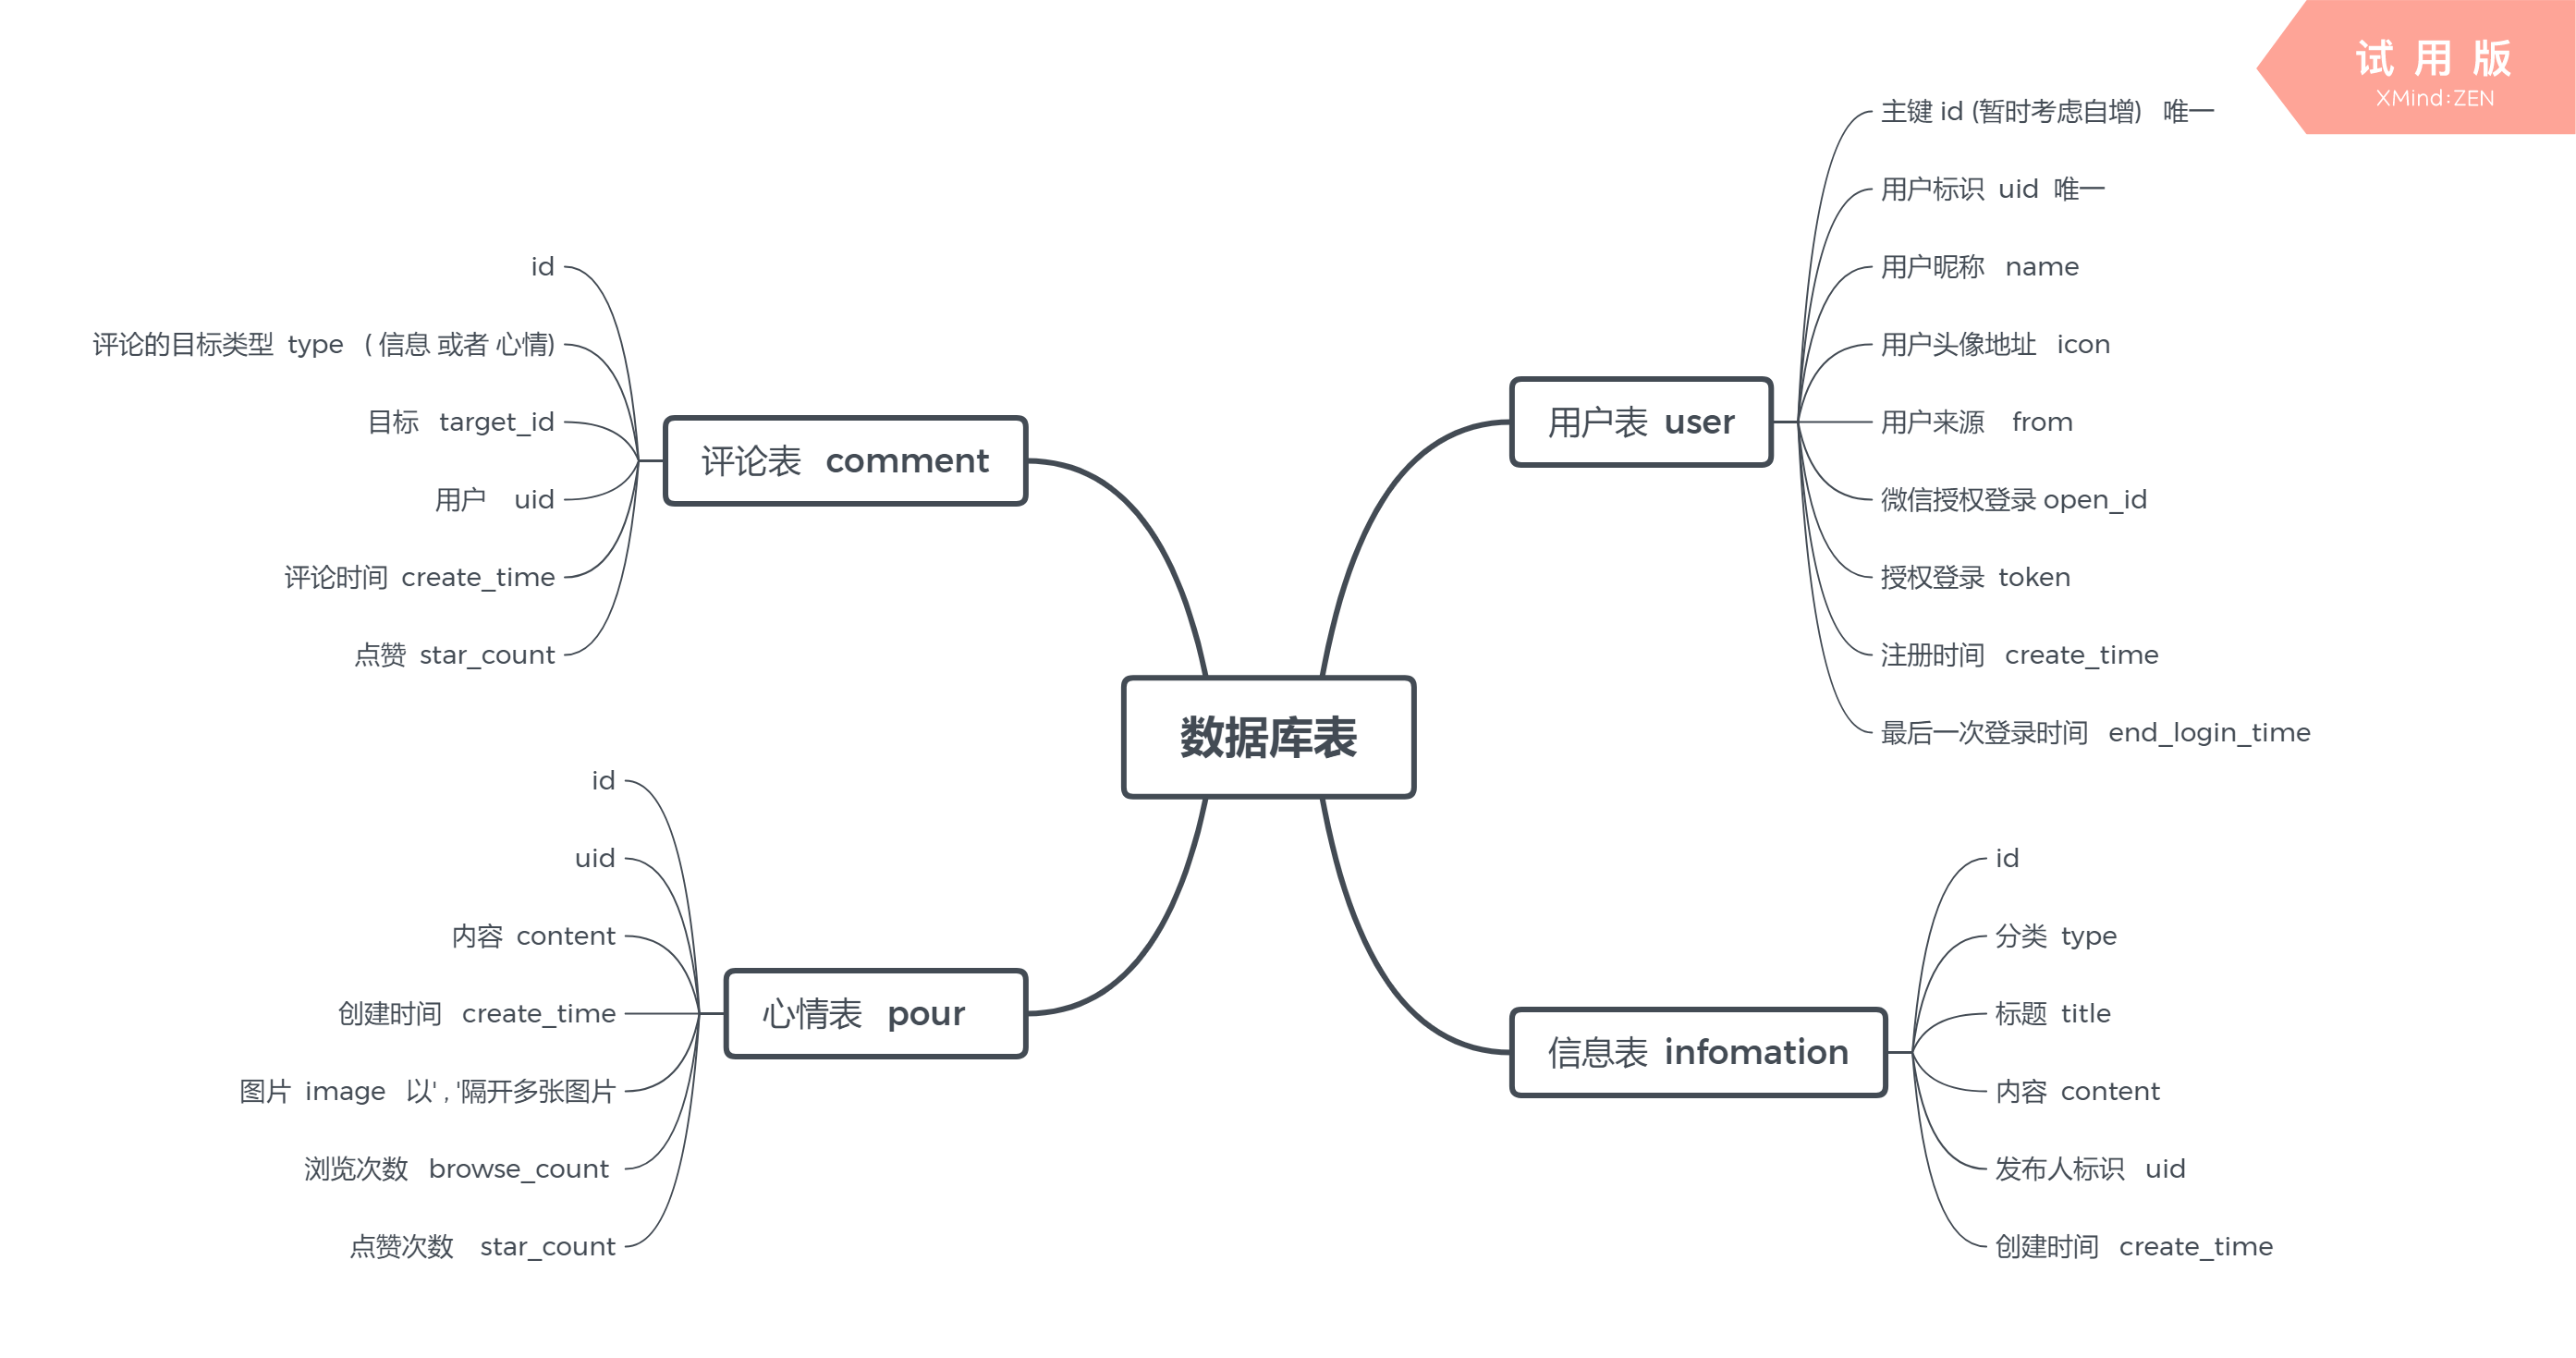 试用版
XMind:ZEN
数据库表
用户表 user
主键 id (暂时考虑自增) 唯一
用户标识 uid 唯一
用户昵称 name
用户头像地址 icon
用户来源 from
微信授权登录 open_id
授权登录 token
注册时间 create_time
最后一次登录时间 end_login_time
信息表 infomation
id
分类 type
标题 title
内容 content
发布人标识 uid
创建时间 create_time
评论表 comment
id
评论的目标类型 type ( 信息 或者 心情)
目标 target_id
用户 uid
评论时间 create_time
点赞 star_count
心情表 pour
id
uid
内容 content
创建时间 create_time
图片 image 以' , '隔开多张图片
浏览次数 browse_count
点赞次数 star_count